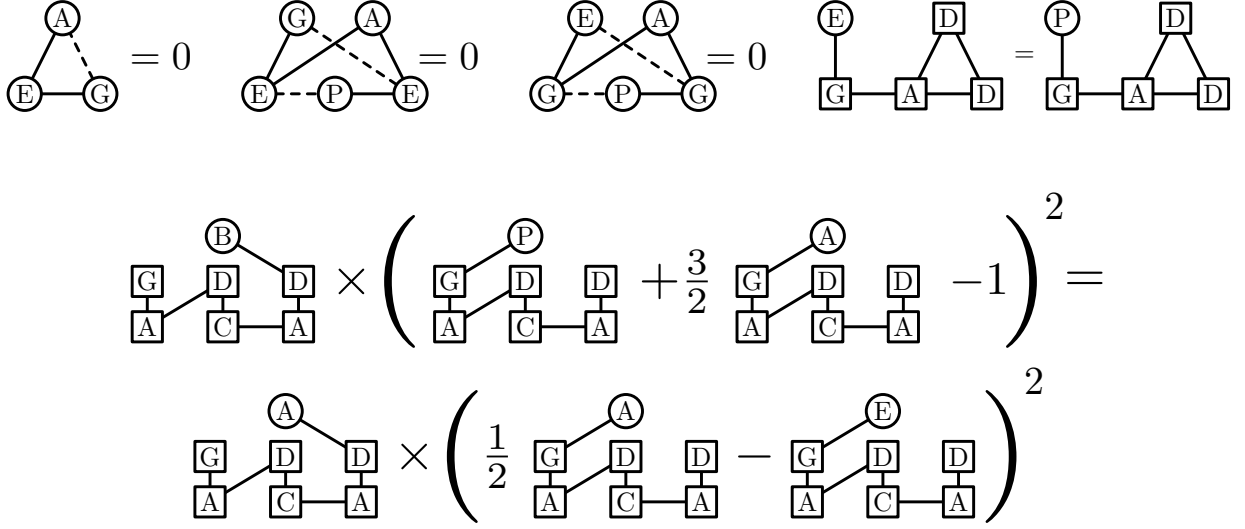 A G A E A E D P D
E G = 0 E P E = 0 G P G = 0 G A D = G A D
B P A 2
G D D × ( G D D + 3/2 G D D − 1 ) =
A C A A C A A C A
A A E 2
G D D × ( 1/2 G D D − G D D )
A C A A C A A C A